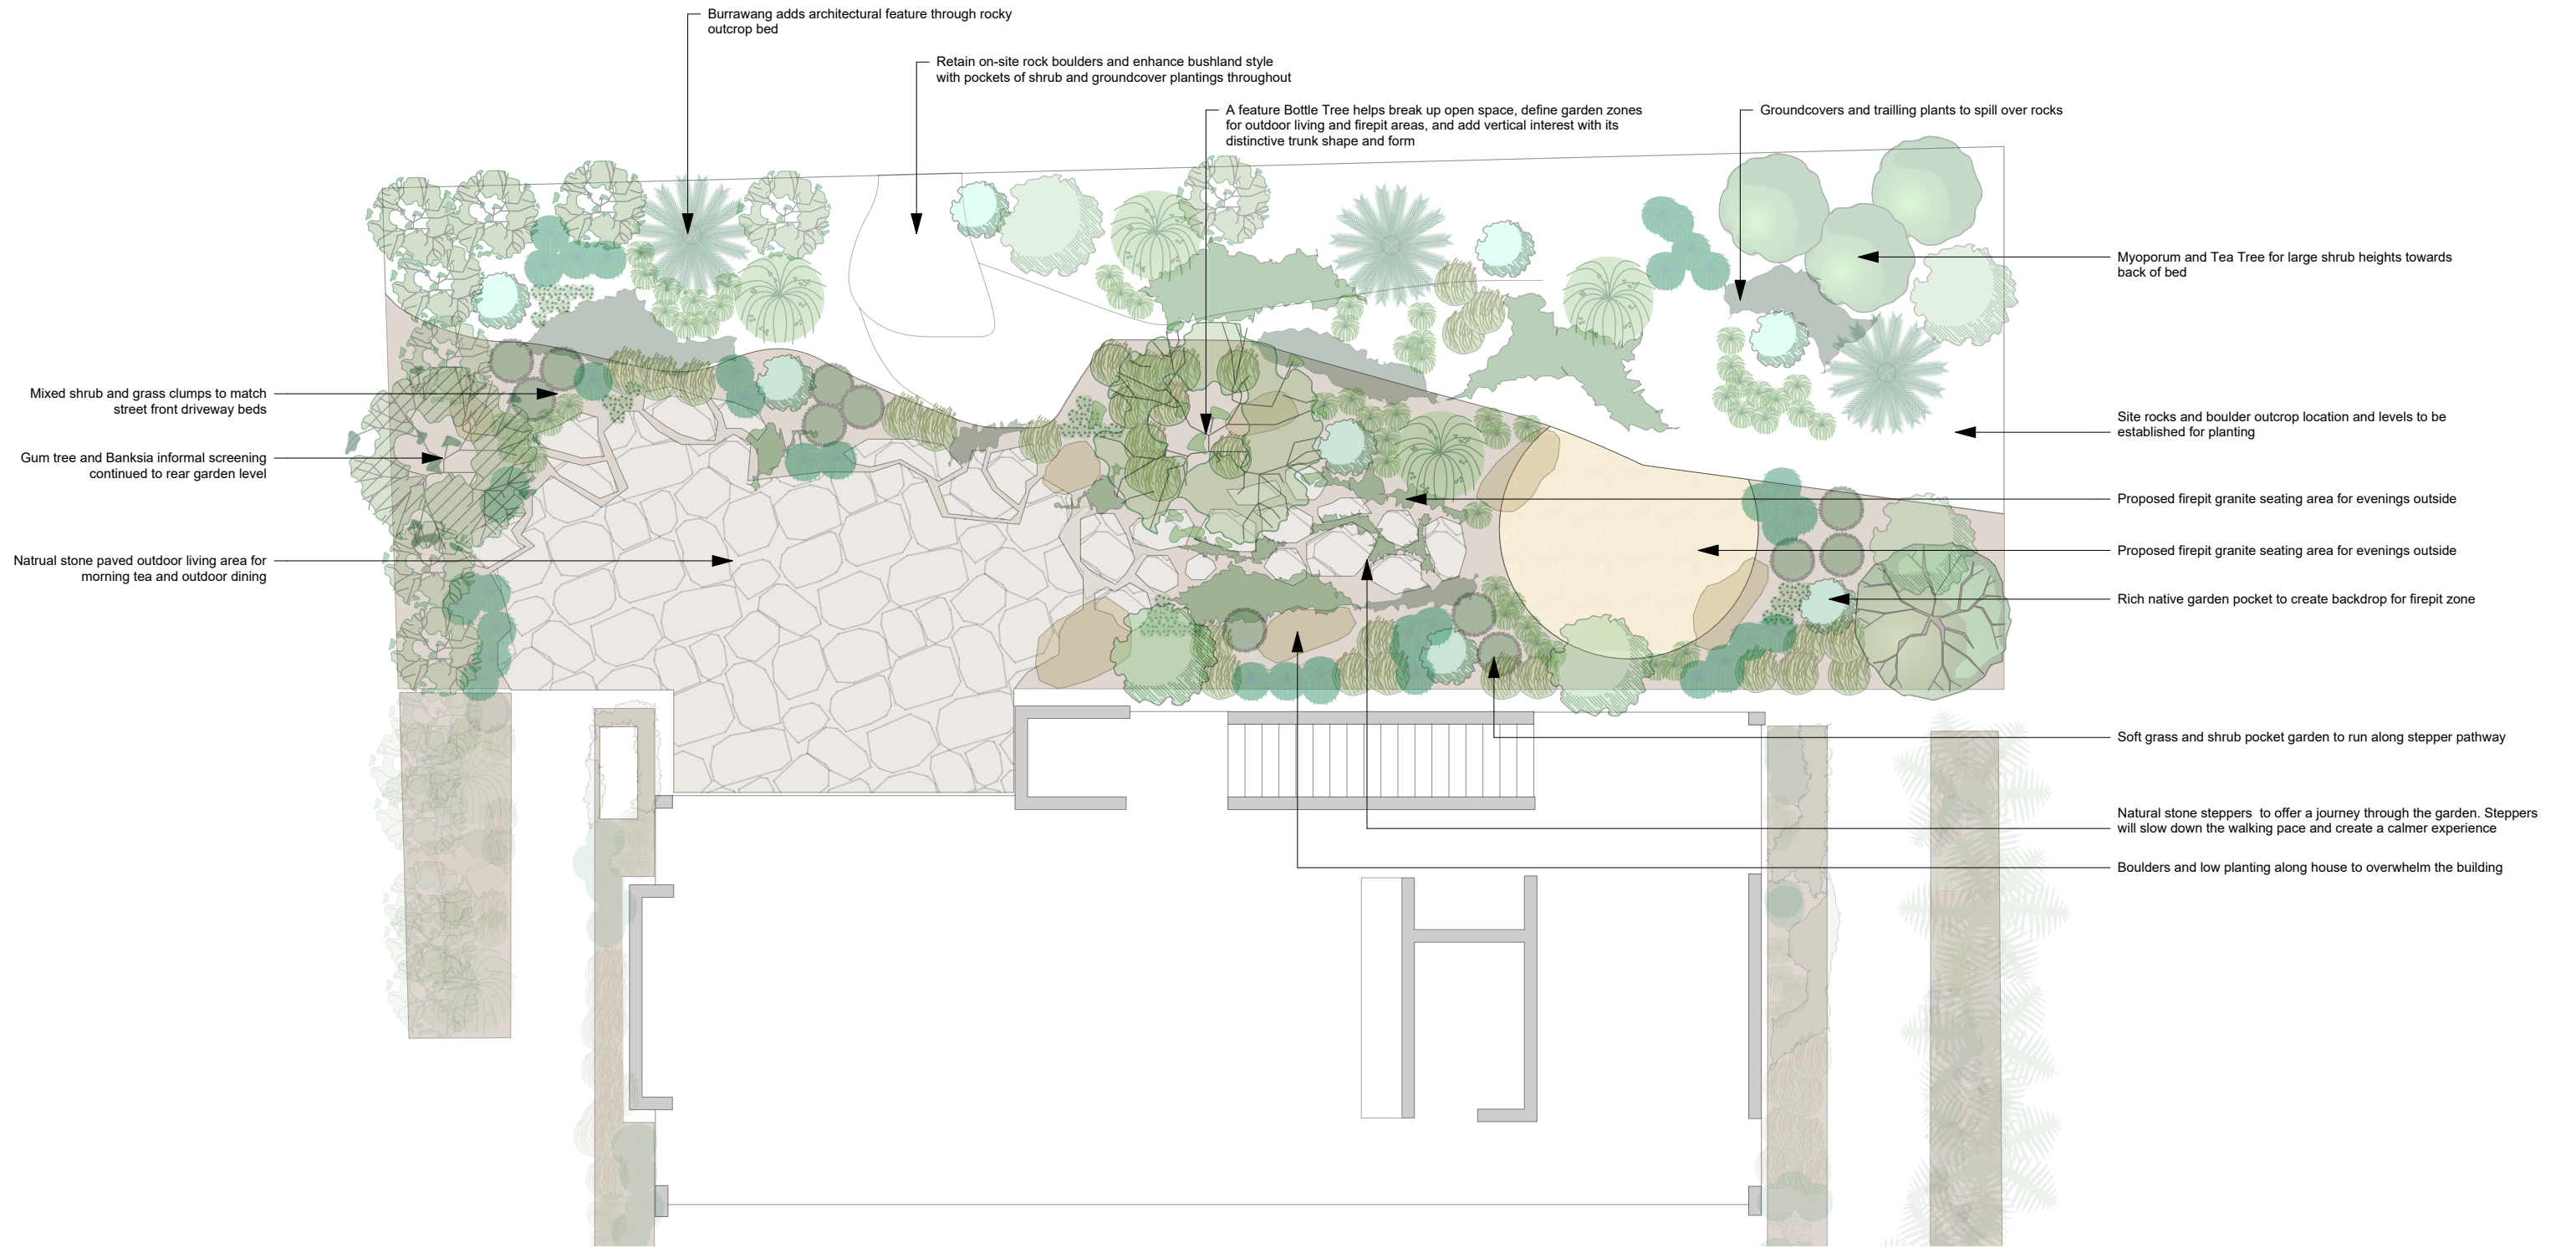 Burrawang adds architectural feature through rocky
outcrop bed
Retain on-site rock boulders and enhance bushland style
with pockets of shrub and groundcover plantings throughout
A feature Bottle Tree helps break up open space, define garden zones
for outdoor living and firepit areas, and add vertical interest with its
distinctive trunk shape and form
Groundcovers and trailling plants to spill over rocks
Myoporum and Tea Tree for large shrub heights towards
back of bed
Mixed shrub and grass clumps to match
street front driveway beds
Site rocks and boulder outcrop location and levels to be
established for planting
Gum tree and Banksia informal screening
continued to rear garden level
Proposed firepit granite seating area for evenings outside
Proposed firepit granite seating area for evenings outside
Natrual stone paved outdoor living area for
morning tea and outdoor dining
Rich native garden pocket to create backdrop for firepit zone
Soft grass and shrub pocket garden to run along stepper pathway
Natural stone steppers  to offer a journey through the garden. Steppers
will slow down the walking pace and create a calmer experience
Boulders and low planting along house to overwhelm the building